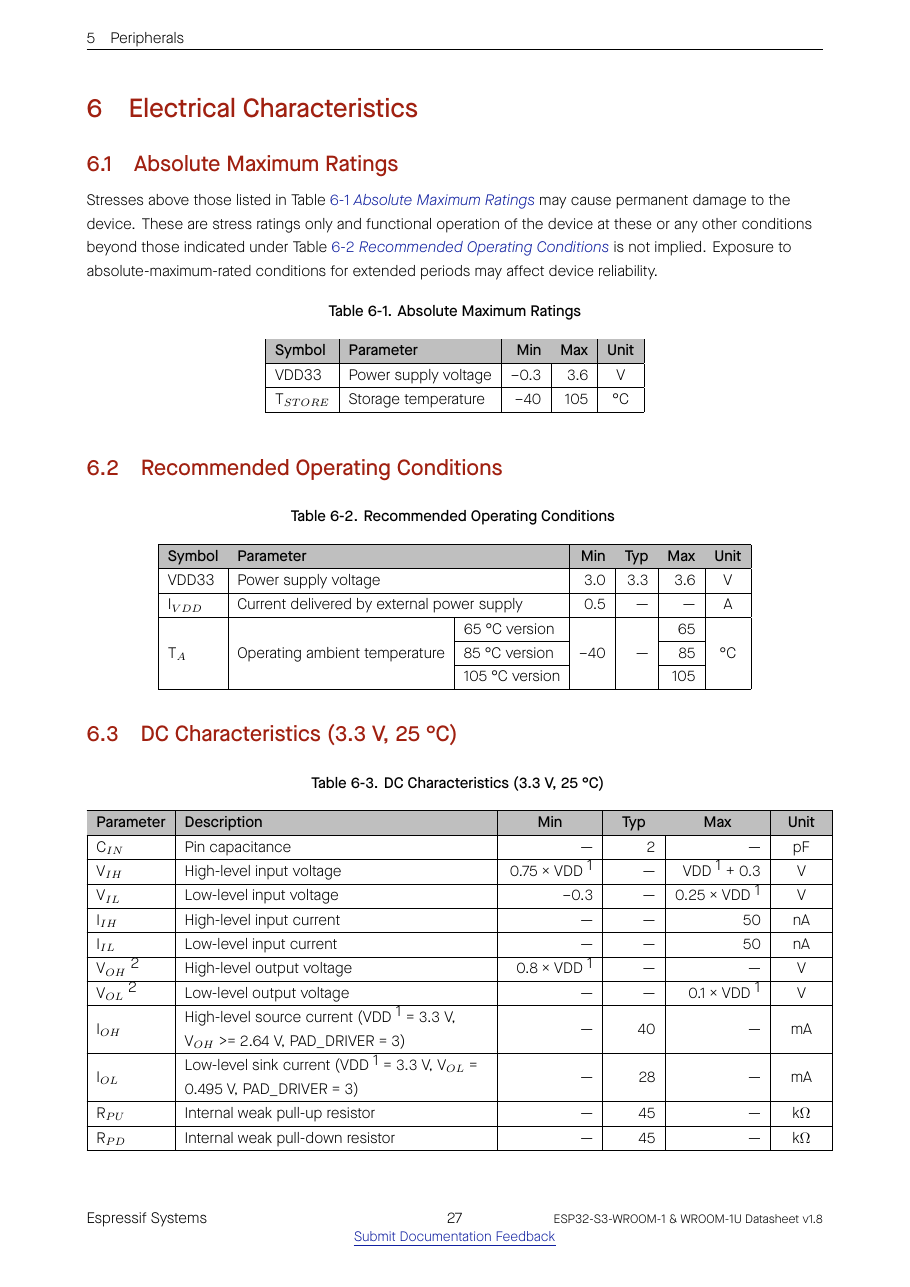 5 Peripherals
6 Electrical Characteristics
6.1 Absolute Maximum Ratings
Stresses above those listed in Table 6-1 Absolute Maximum Ratings may cause permanent damage to the
device. These are stress ratings only and functional operation of the device at these or any other conditions
beyond those indicated under Table 6-2 Recommended Operating Conditions is not implied. Exposure to
absolute-maximum-rated conditions for extended periods may affect device reliability.
Table 6-1. Absolute Maximum Ratings
Symbol Parameter Min Max Unit
VDD33 Power supply voltage –0.3 3.6 V
TSTORE Storage temperature –40 105 °C
6.2 Recommended Operating Conditions
Table 6-2. Recommended Operating Conditions
Symbol Parameter Min Typ Max Unit
VDD33 Power supply voltage 3.0 3.3 3.6 V
IVDD Current delivered by external power supply 0.5 — — A
65 °C version 65
TA Operating ambient temperature 85 °C version –40 — 85 °C
105 °C version 105
6.3 DC Characteristics (3.3 V, 25 °C)
Table 6-3. DC Characteristics (3.3 V, 25 °C)
Parameter Description Min Typ Max Unit
CIN Pin capacitance — 2 — pF
VIH High-level input voltage 0.75 × VDD 1 — VDD 1 + 0.3 V
VIL Low-level input voltage –0.3 — 0.25 × VDD 1 V
IIH High-level input current — — 50 nA
IIL Low-level input current — — 50 nA
VOH 2 High-level output voltage 0.8 × VDD 1 — — V
VOL 2 Low-level output voltage — — 0.1 × VDD 1 V
High-level source current (VDD 1 = 3.3 V,
IOH — 40 — mA
VOH >= 2.64 V, PAD_DRIVER = 3)
Low-level sink current (VDD 1 = 3.3 V, VOL =
IOL — 28 — mA
0.495 V, PAD_DRIVER = 3)
RPU Internal weak pull-up resistor — 45 — kΩ
RPD Internal weak pull-down resistor — 45 — kΩ
Espressif Systems 27 ESP32-S3-WROOM-1 & WROOM-1U Datasheet v1.8
Submit Documentation Feedback